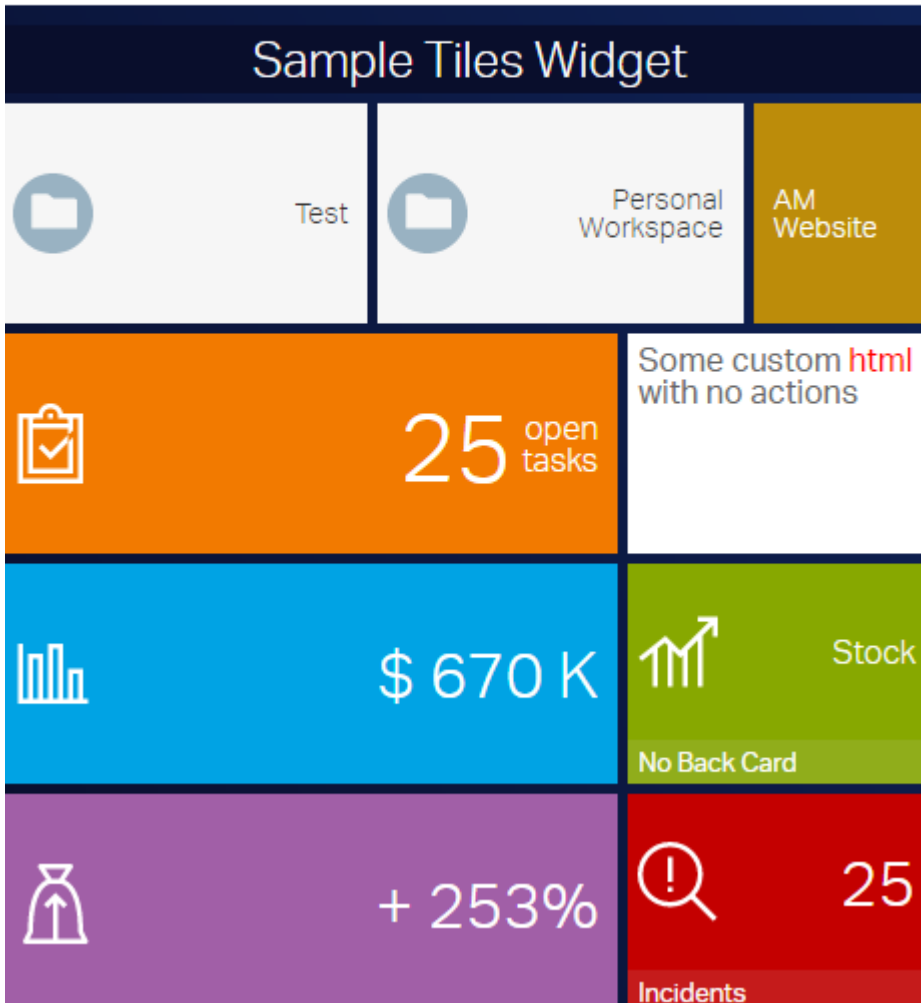 Sample Tiles Widget
Test
Personal
Workspace
AM
Website
25
open
tasks
Some custom html
with no actions
$ 670 K
Stock
No Back Card
+ 253%
25
Incidents